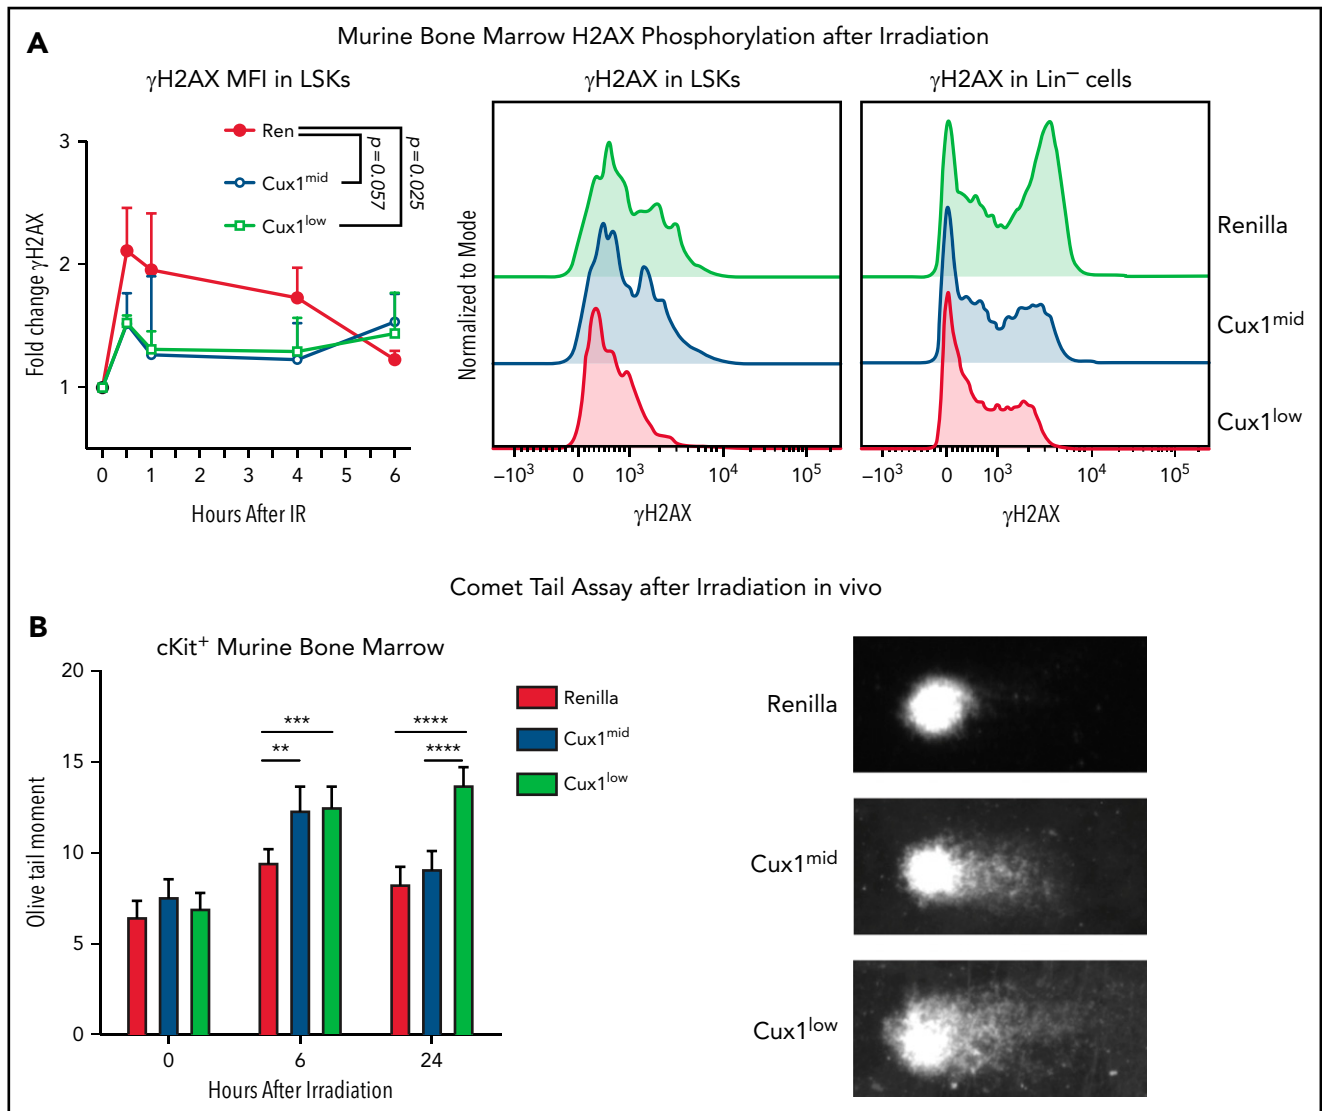 A
Murine Bone Marrow H2AX Phosphorylation after Irradiation
γH2AX MFI in LSKs
Fold change γH2AX
3
2
1
Ren
Cux1mid
Cux1low
p=0.057
p=0.025
0 1 2 3 4 5 6
Hours After IR
γH2AX in LSKs
Normalized to Mode
−10³ 0 10³ 10⁴ 10⁵
γH2AX
γH2AX in Lin⁻ cells
Renilla
Cux1mid
Cux1low
−10³ 0 10³ 10⁴ 10⁵
γH2AX
Comet Tail Assay after Irradiation in vivo
B
cKit⁺ Murine Bone Marrow
Olive tail moment
20
15
10
5
0
***
**
****
****
Renilla
Cux1mid
Cux1low
0 6 24
Hours After Irradiation
Renilla
Cux1mid
Cux1low